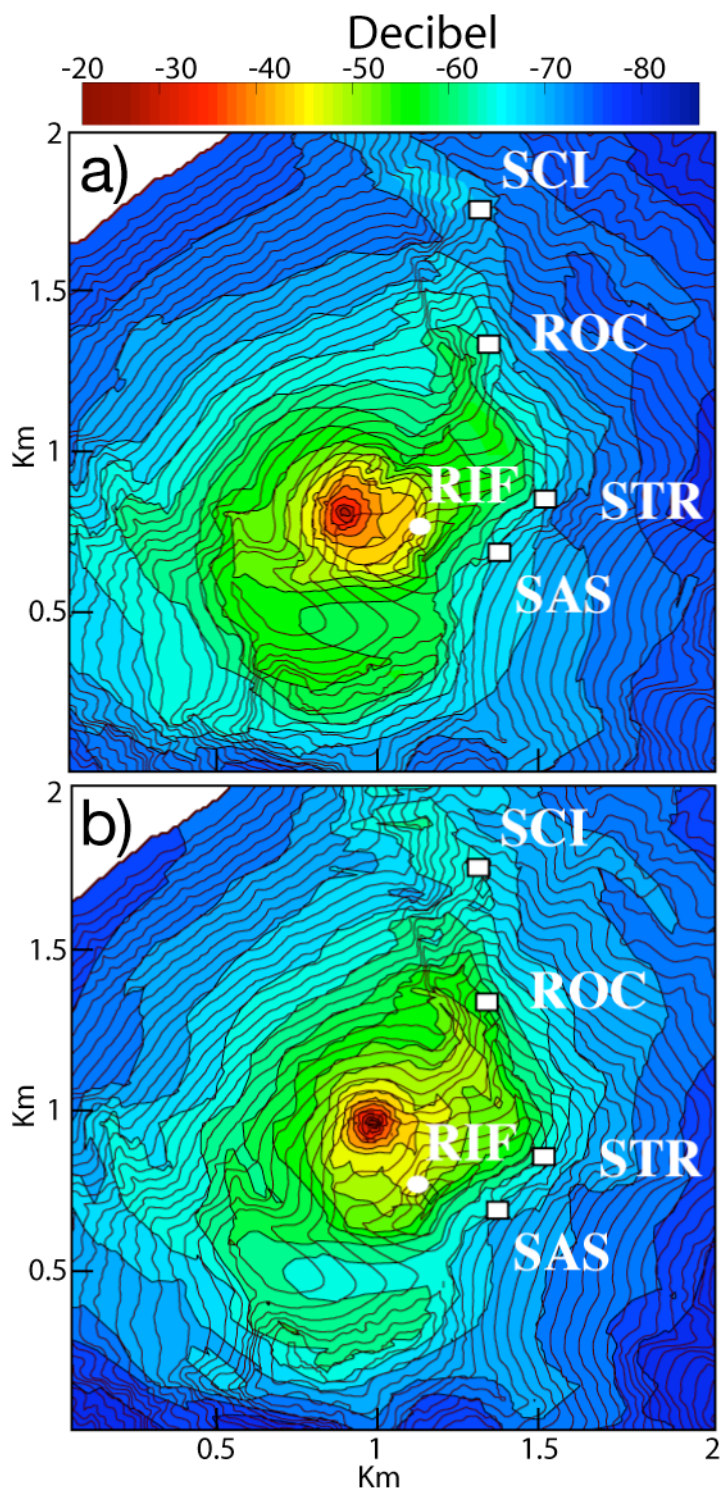 Decibel
-20 -30 -40 -50 -60 -70 -80
2
a)
SCI
1.5
ROC
Km
1
RIF
STR
SAS
0.5
2
b)
SCI
1.5
ROC
Km
1
RIF
STR
SAS
0.5
0.5 1 1.5 2
Km